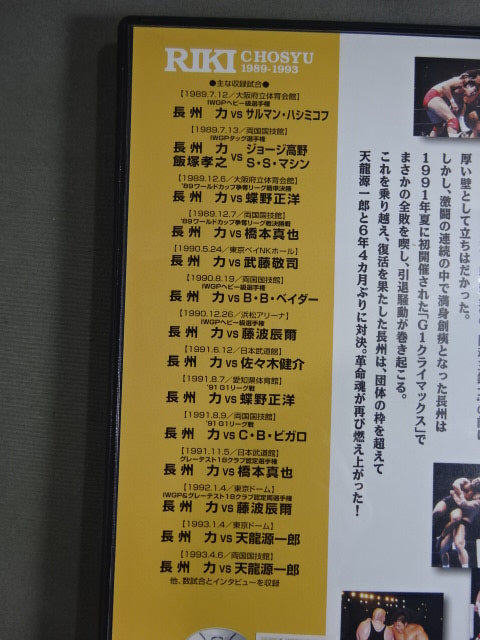 RIKI CHOSYU
1989-1993
●主な収録試合●
【1989.7.12／大阪府立体育会館】
IWGPヘビー級選手権
長州 力 vs サルマン・ハシミコフ
【1989.7.13／両国国技館】
IWGPタッグ選手権
長州 力 vs ジョージ高野
飯塚孝之 S・S・マシン
【1989.12.6／大阪府立体育会館】
'89ワールドカップ争奪リーグ戦準決勝
長州 力 vs 蝶野正洋
【1989.12.7／両国国技館】
'89ワールドカップ争奪リーグ戦決勝戦
長州 力 vs 橋本真也
【1990.5.24／東京ベイNKホール】
長州 力 vs 武藤敬司
【1990.8.19／両国国技館】
IWGPヘビー級選手権
長州 力 vs B・B・ベイダー
【1990.12.26／浜松アリーナ】
IWGPヘビー級選手権
長州 力 vs 藤波辰爾
【1991.6.12／日本武道館】
長州 力 vs 佐々木健介
【1991.8.7／愛知県体育館】
'91 G1リーグ戦
長州 力 vs 蝶野正洋
【1991.8.9／両国国技館】
'91 G1リーグ戦
長州 力 vs C・B・ビガロ
【1991.11.5／日本武道館】
グレーテスト18クラブ認定選手権
長州 力 vs 橋本真也
【1992.1.4／東京ドーム】
IWGP&グレーテスト18クラブ認定両選手権
長州 力 vs 藤波辰爾
【1993.1.4／東京ドーム】
長州 力 vs 天龍源一郎
【1993.4.6／両国国技館】
長州 力 vs 天龍源一郎
他、数試合とインタビューを収録
厚い壁として立ちはだかった。
しかし、激闘の連続の中で満身創痍となった長州は
1991年夏に初開催された「G1クライマックス」で
まさかの全敗を喫し、引退騒動が巻き起こる。
これを乗り越え、復活を果たした長州は、団体の枠を超えて
天龍源一郎と6年4カ月ぶりに対決。革命魂が再び燃え上がった！